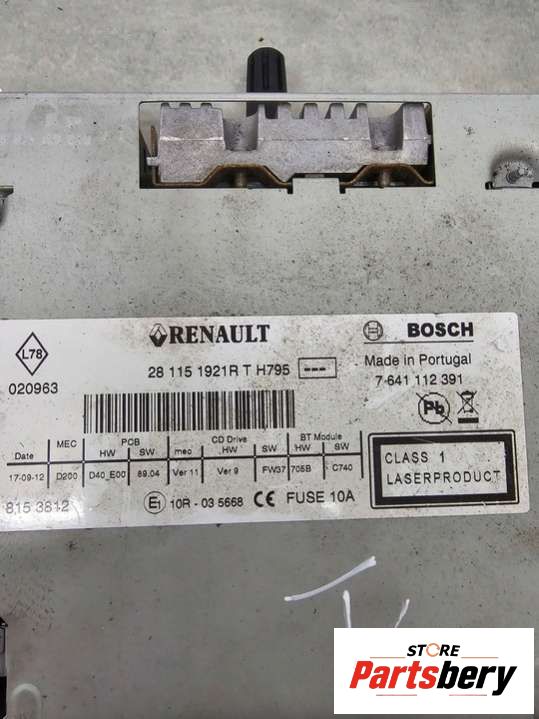 L78
RENAULT
BOSCH
020963
28 115 1921R T H795 ---
Made in Portugal
7 641 112 391
Pb
MEC PCB CD Drive BT Module
Date HW SW mec HW SW HW SW
17-09-12 D200 D40_E00 89.04 Ver 11 Ver 9 FW37 705B C740
CLASS 1
LASERPRODUCT
815 3812
E1 10R - 03 5668 CE FUSE 10A
STORE
Partsbery